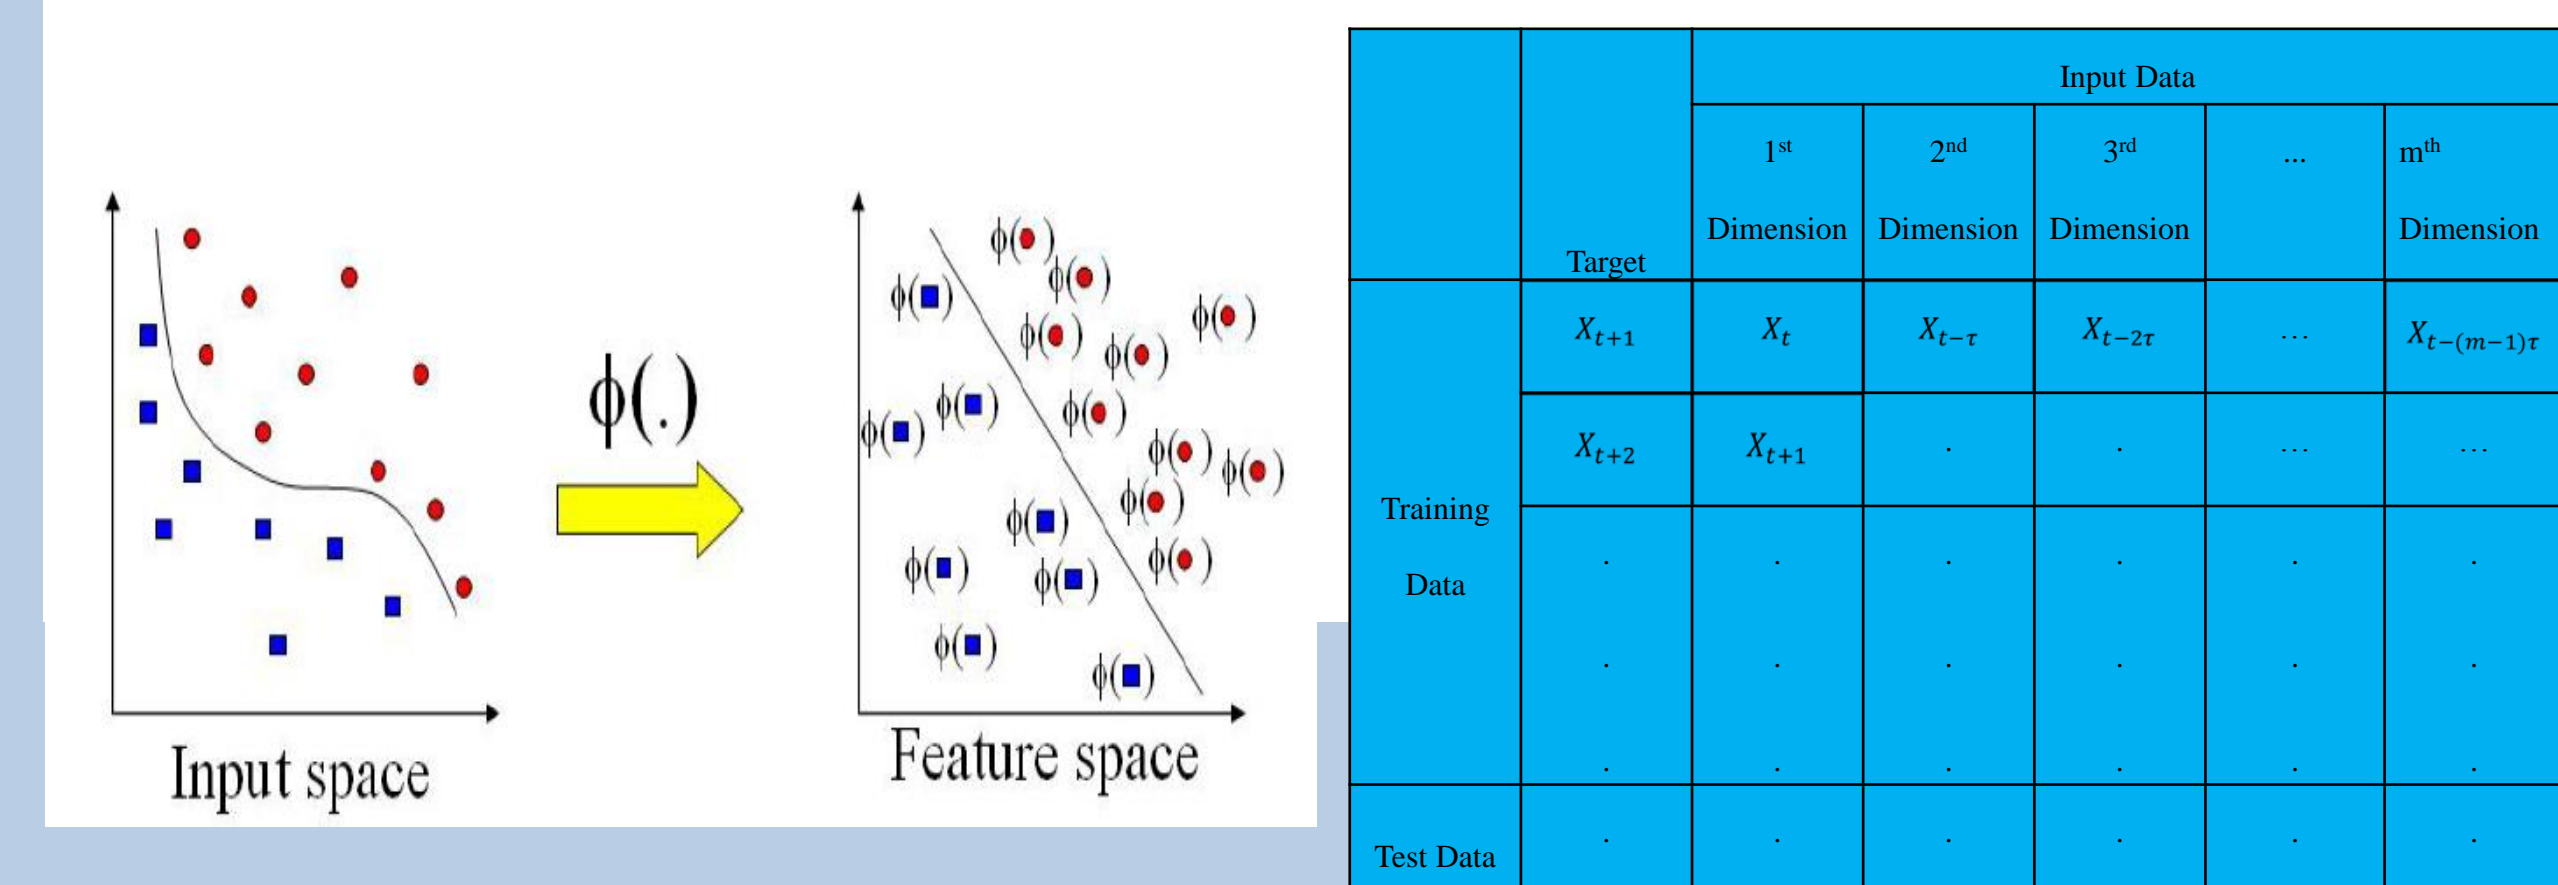 ϕ(.)
Input space
ϕ( ) ϕ( ) ϕ( ) ϕ( ) ϕ( ) ϕ( ) ϕ( ) ϕ( ) ϕ( ) ϕ( )
ϕ( ) ϕ( ) ϕ( ) ϕ( ) ϕ( ) ϕ( ) ϕ( ) ϕ( )
Feature space
Input Data
Target
1st Dimension
2nd Dimension
3rd Dimension
...
mth Dimension
Training Data
X_{t+1} X_t X_{t−τ} X_{t−2τ} ... X_{t−(m−1)τ}
X_{t+2} X_{t+1} . . ... ...
. . . . . .
. . . . . .
. . . . . .
Test Data . . . . . .